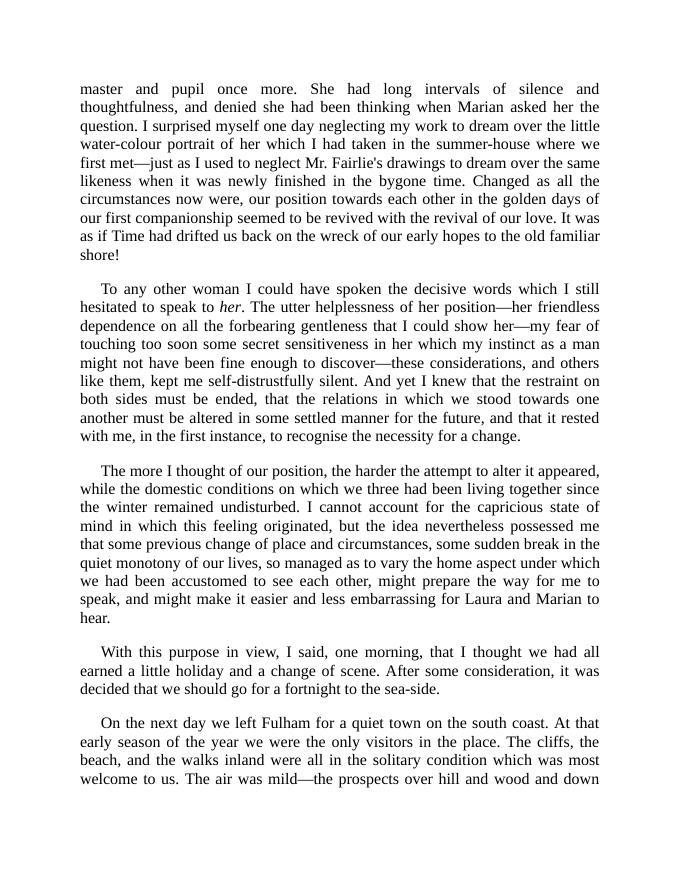 master and pupil once more. She had long intervals of silence and
thoughtfulness, and denied she had been thinking when Marian asked her the
question. I surprised myself one day neglecting my work to dream over the little
water-colour portrait of her which I had taken in the summer-house where we
first met—just as I used to neglect Mr. Fairlie's drawings to dream over the same
likeness when it was newly finished in the bygone time. Changed as all the
circumstances now were, our position towards each other in the golden days of
our first companionship seemed to be revived with the revival of our love. It was
as if Time had drifted us back on the wreck of our early hopes to the old familiar
shore!
To any other woman I could have spoken the decisive words which I still
hesitated to speak to her. The utter helplessness of her position—her friendless
dependence on all the forbearing gentleness that I could show her—my fear of
touching too soon some secret sensitiveness in her which my instinct as a man
might not have been fine enough to discover—these considerations, and others
like them, kept me self-distrustfully silent. And yet I knew that the restraint on
both sides must be ended, that the relations in which we stood towards one
another must be altered in some settled manner for the future, and that it rested
with me, in the first instance, to recognise the necessity for a change.
The more I thought of our position, the harder the attempt to alter it appeared,
while the domestic conditions on which we three had been living together since
the winter remained undisturbed. I cannot account for the capricious state of
mind in which this feeling originated, but the idea nevertheless possessed me
that some previous change of place and circumstances, some sudden break in the
quiet monotony of our lives, so managed as to vary the home aspect under which
we had been accustomed to see each other, might prepare the way for me to
speak, and might make it easier and less embarrassing for Laura and Marian to
hear.
With this purpose in view, I said, one morning, that I thought we had all
earned a little holiday and a change of scene. After some consideration, it was
decided that we should go for a fortnight to the sea-side.
On the next day we left Fulham for a quiet town on the south coast. At that
early season of the year we were the only visitors in the place. The cliffs, the
beach, and the walks inland were all in the solitary condition which was most
welcome to us. The air was mild—the prospects over hill and wood and down